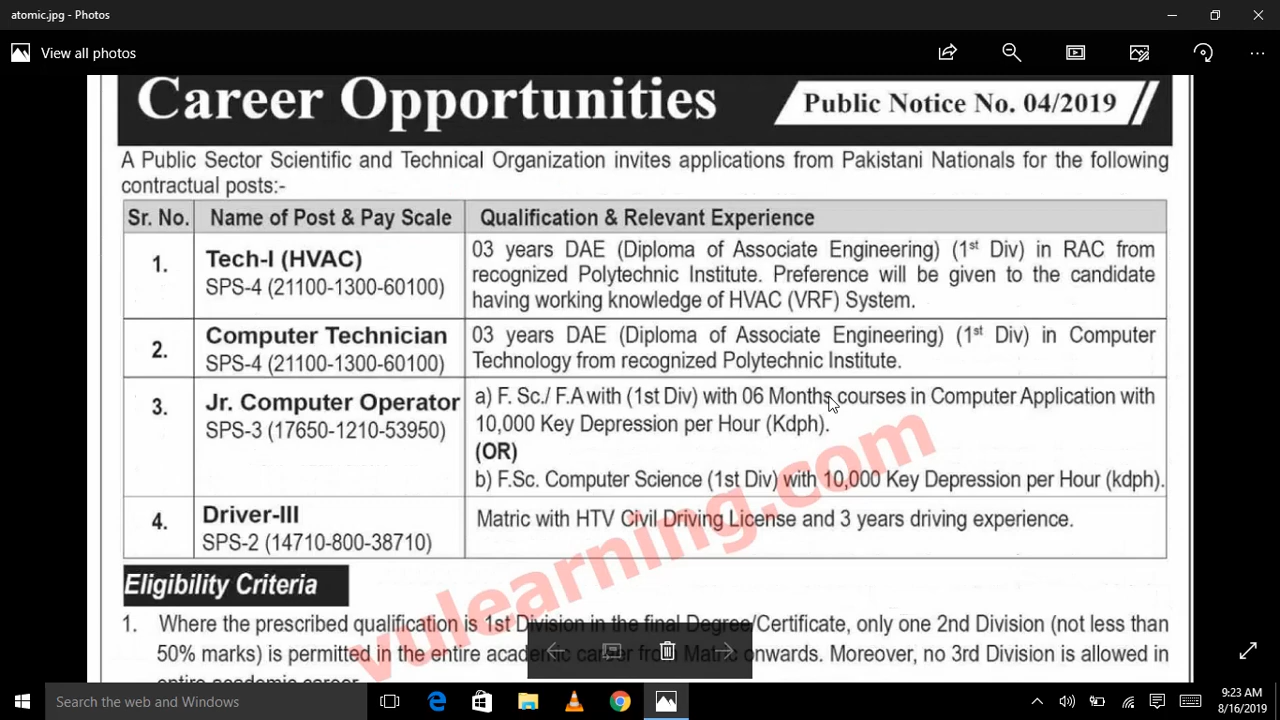 atomic.jpg - Photos
View all photos
Career Opportunities
Public Notice No. 04/2019
A Public Sector Scientific and Technical Organization invites applications from Pakistani Nationals for the following
contractual posts:-
Sr. No. Name of Post & Pay Scale Qualification & Relevant Experience
1. Tech-I (HVAC)
SPS-4 (21100-1300-60100)
03 years DAE (Diploma of Associate Engineering) (1st Div) in RAC from
recognized Polytechnic Institute. Preference will be given to the candidate
having working knowledge of HVAC (VRF) System.
2. Computer Technician
SPS-4 (21100-1300-60100)
03 years DAE (Diploma of Associate Engineering) (1st Div) in Computer
Technology from recognized Polytechnic Institute.
3. Jr. Computer Operator
SPS-3 (17650-1210-53950)
a) F. Sc./ F.A with (1st Div) with 06 Months courses in Computer Application with
10,000 Key Depression per Hour (Kdph).
(OR)
b) F.Sc. Computer Science (1st Div) with 10,000 Key Depression per Hour (kdph).
4. Driver-III
SPS-2 (14710-800-38710)
Matric with HTV Civil Driving License and 3 years driving experience.
vulearning.com
Eligibility Criteria
1. Where the prescribed qualification is 1st Division in the final Degree/Certificate, only one 2nd Division (not less than
50% marks) is permitted in the entire academic career from Matric onwards. Moreover, no 3rd Division is allowed in
entire academic career
Search the web and Windows
9:23 AM
8/16/2019